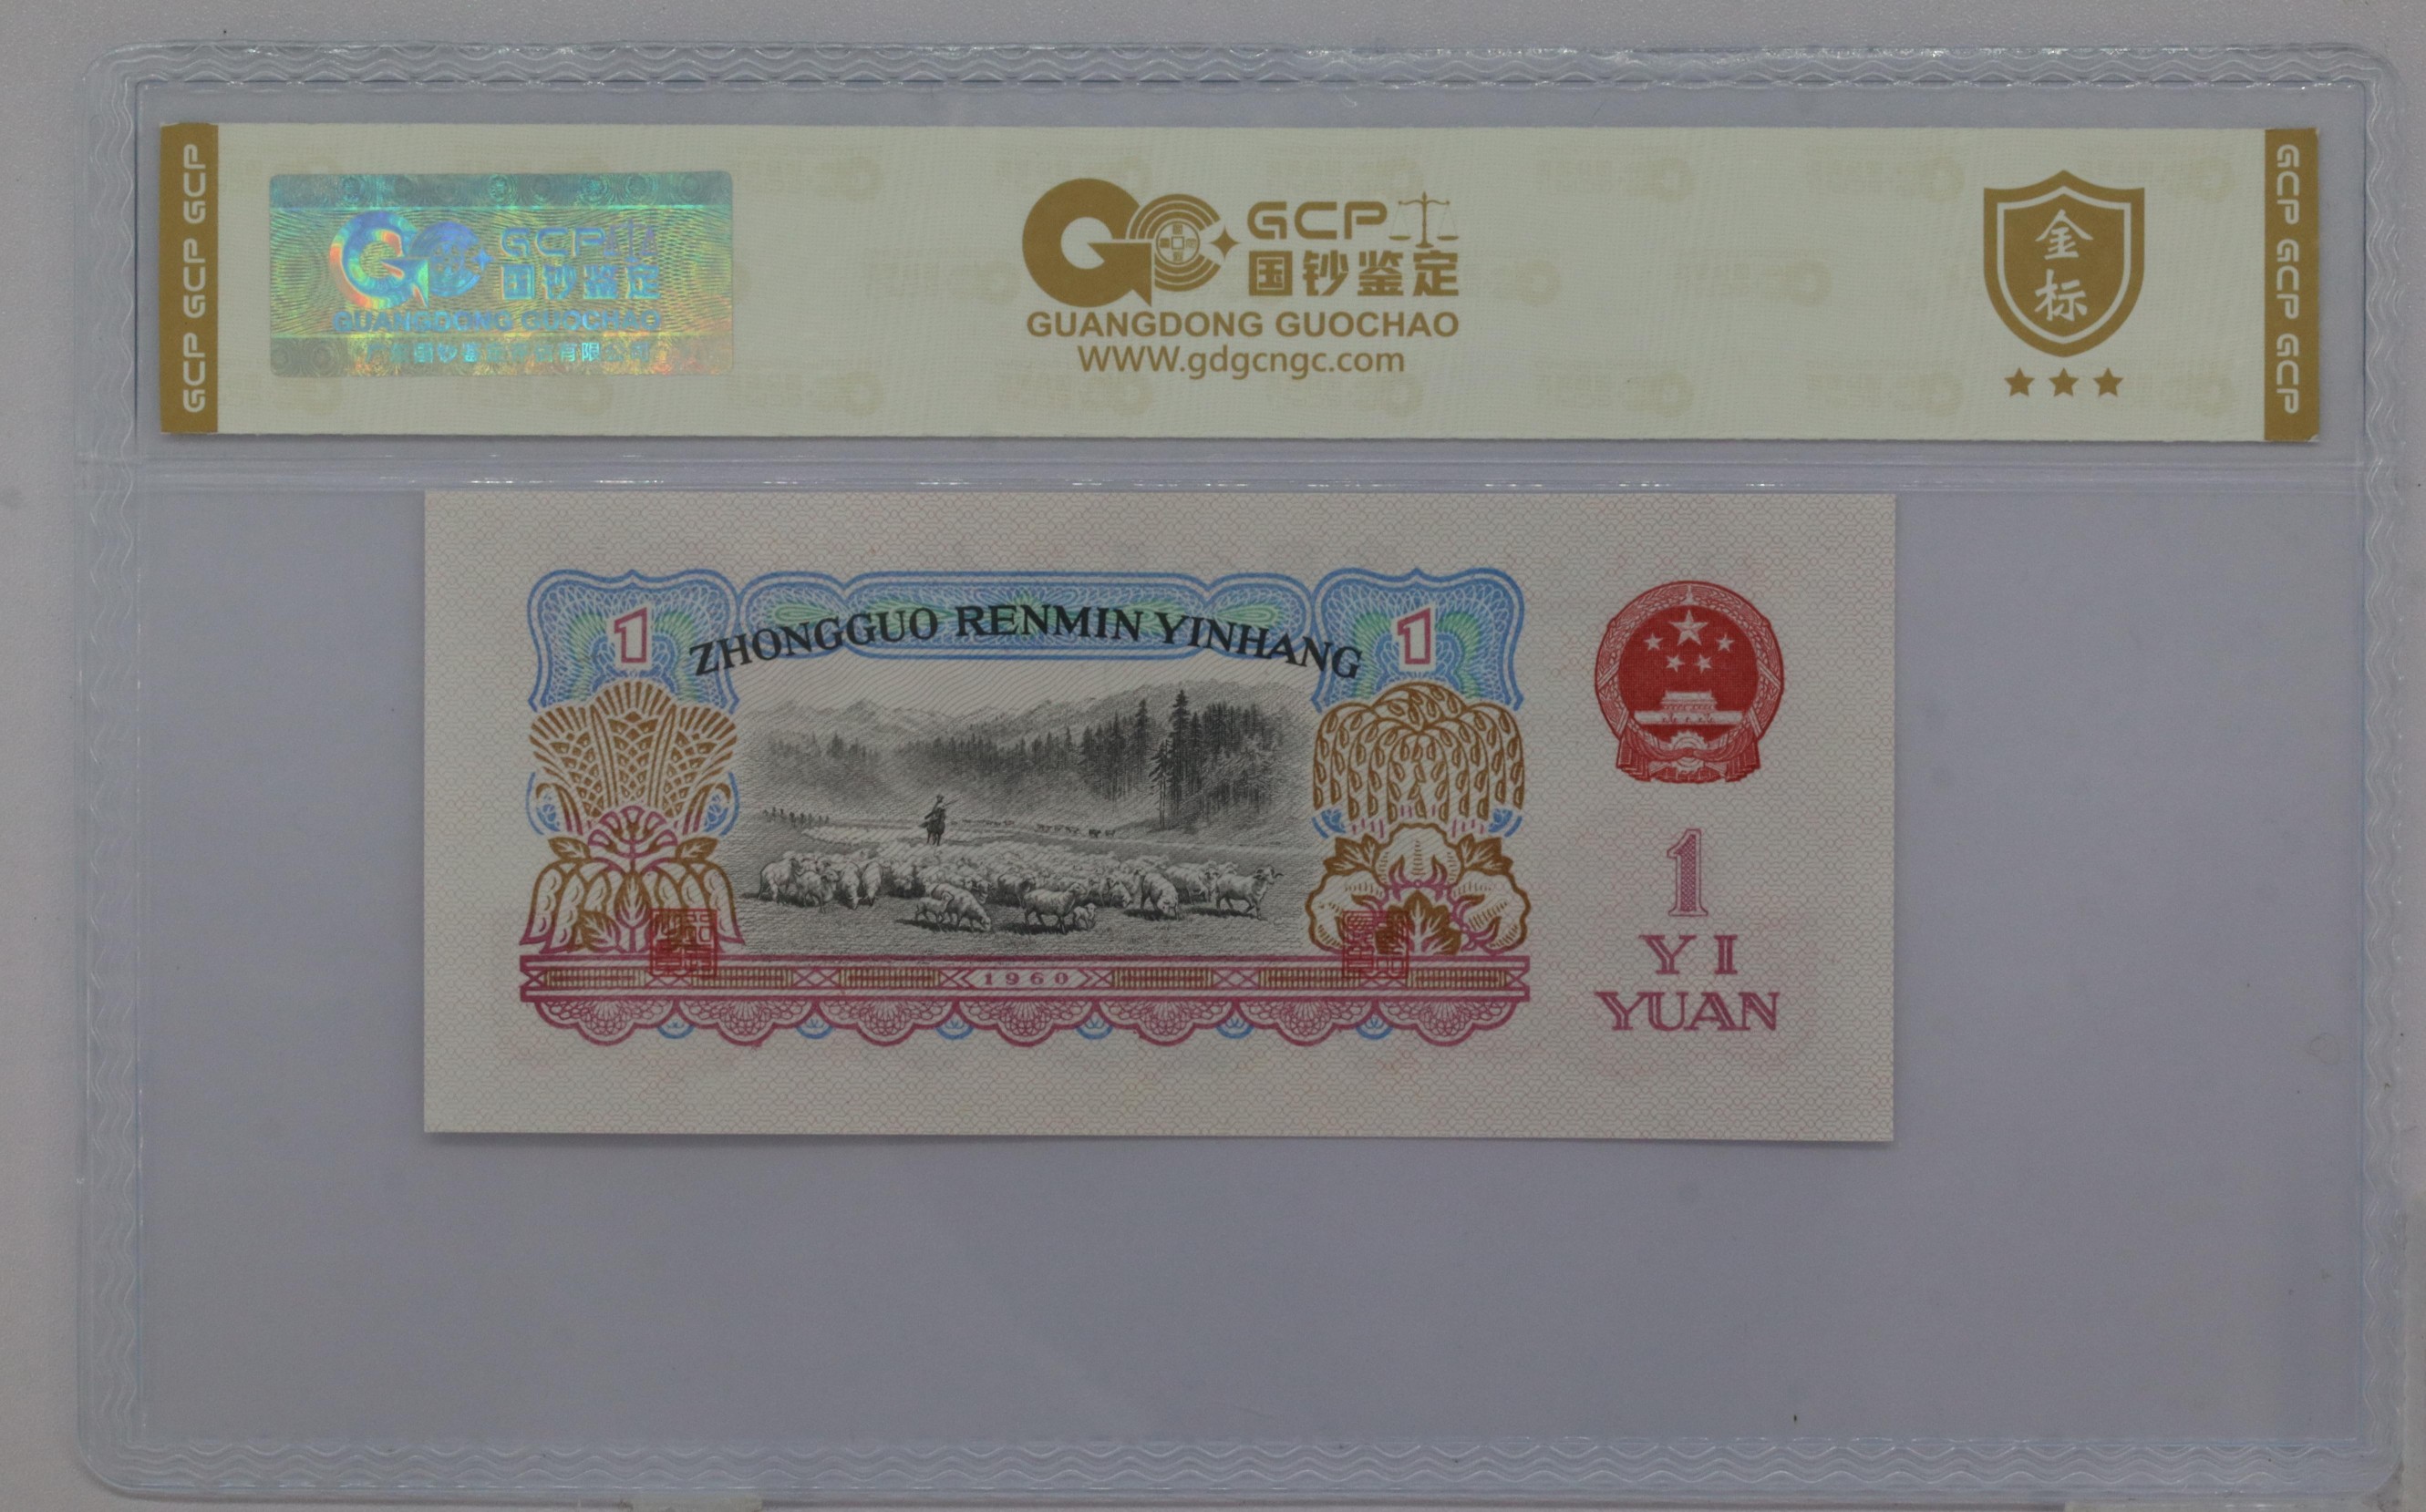 GCP GCP GCP
GCP
国钞鉴定
GUANGDONG GUOCHAO
GCP
国钞鉴定
GUANGDONG GUOCHAO
WWW.gdgcngc.com
金
标
GCP GCP GCP
1
ZHONGGUO RENMIN YINHANG
1
1960
1
YI
YUAN